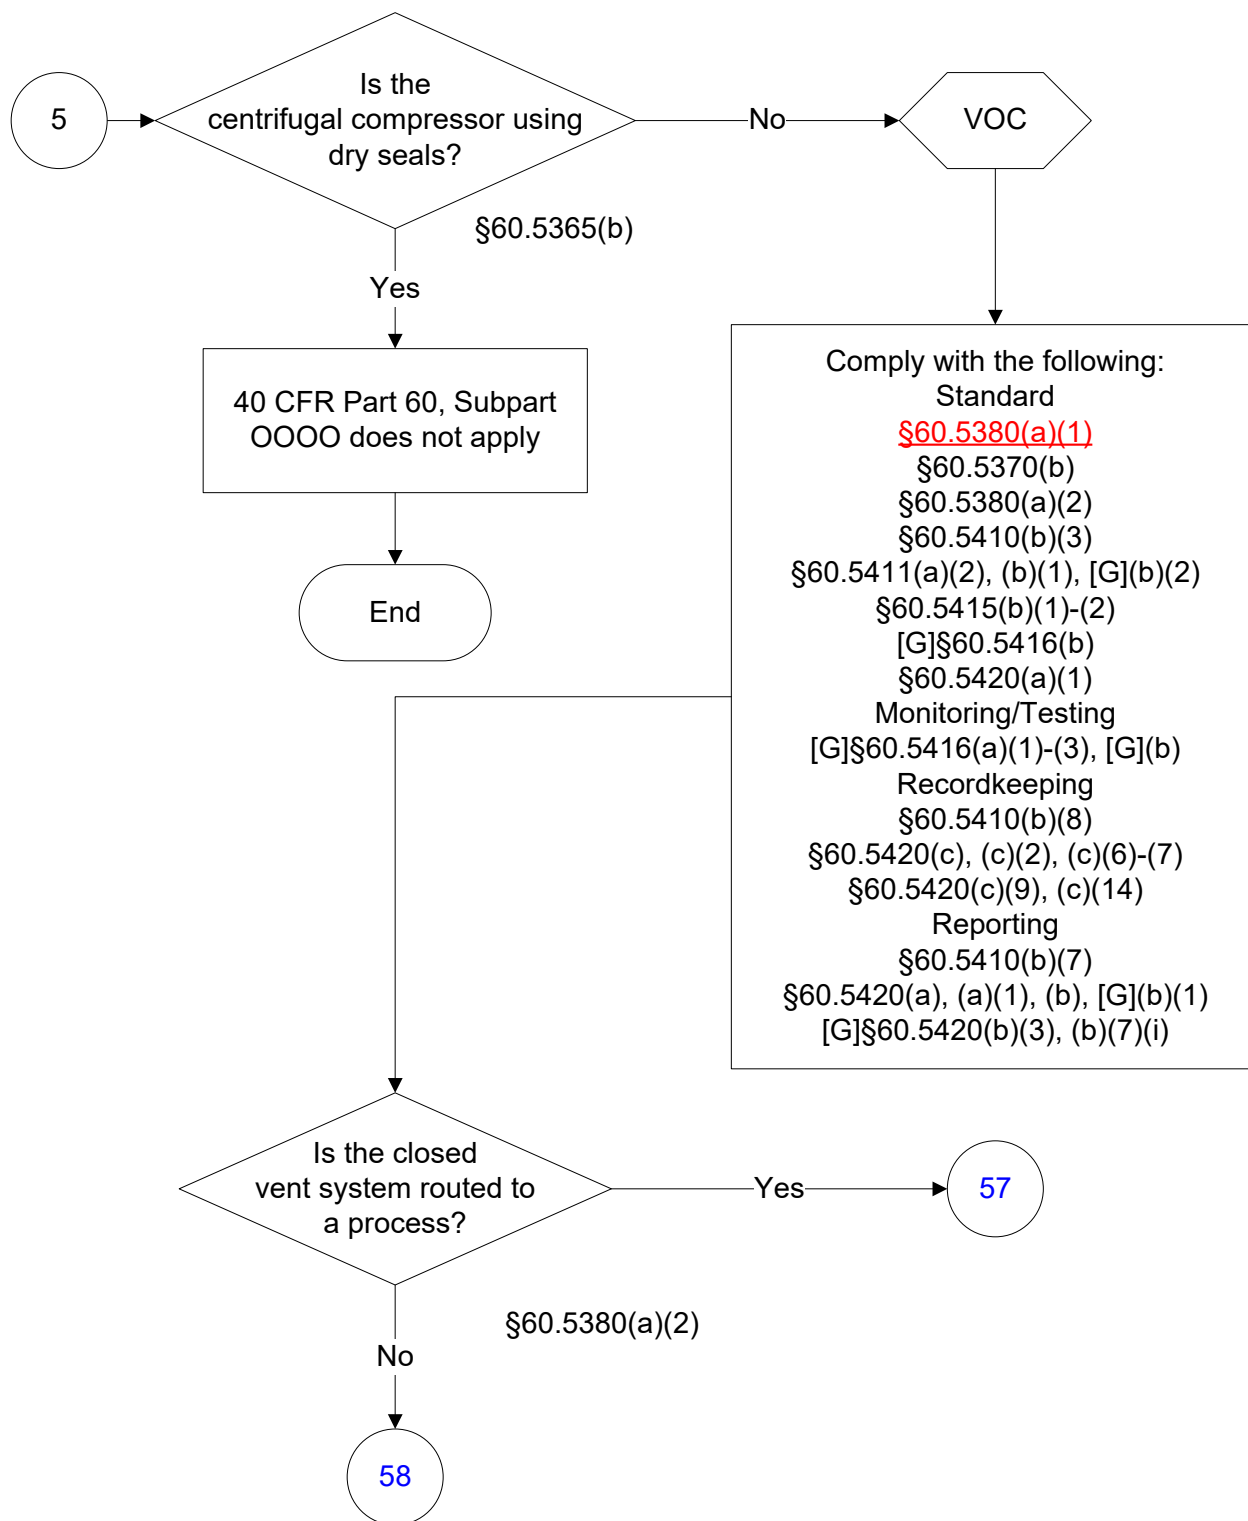 5
Is the
centrifugal compressor using
dry seals?
No
VOC
§60.5365(b)
Yes
40 CFR Part 60, Subpart
OOOO does not apply
End
Comply with the following:
Standard
§60.5380(a)(1)
§60.5370(b)
§60.5380(a)(2)
§60.5410(b)(3)
§60.5411(a)(2), (b)(1), [G](b)(2)
§60.5415(b)(1)-(2)
[G]§60.5416(b)
§60.5420(a)(1)
Monitoring/Testing
[G]§60.5416(a)(1)-(3), [G](b)
Recordkeeping
§60.5410(b)(8)
§60.5420(c), (c)(2), (c)(6)-(7)
§60.5420(c)(9), (c)(14)
Reporting
§60.5410(b)(7)
§60.5420(a), (a)(1), (b), [G](b)(1)
[G]§60.5420(b)(3), (b)(7)(i)
Is the closed
vent system routed to
a process?
Yes
57
§60.5380(a)(2)
No
58